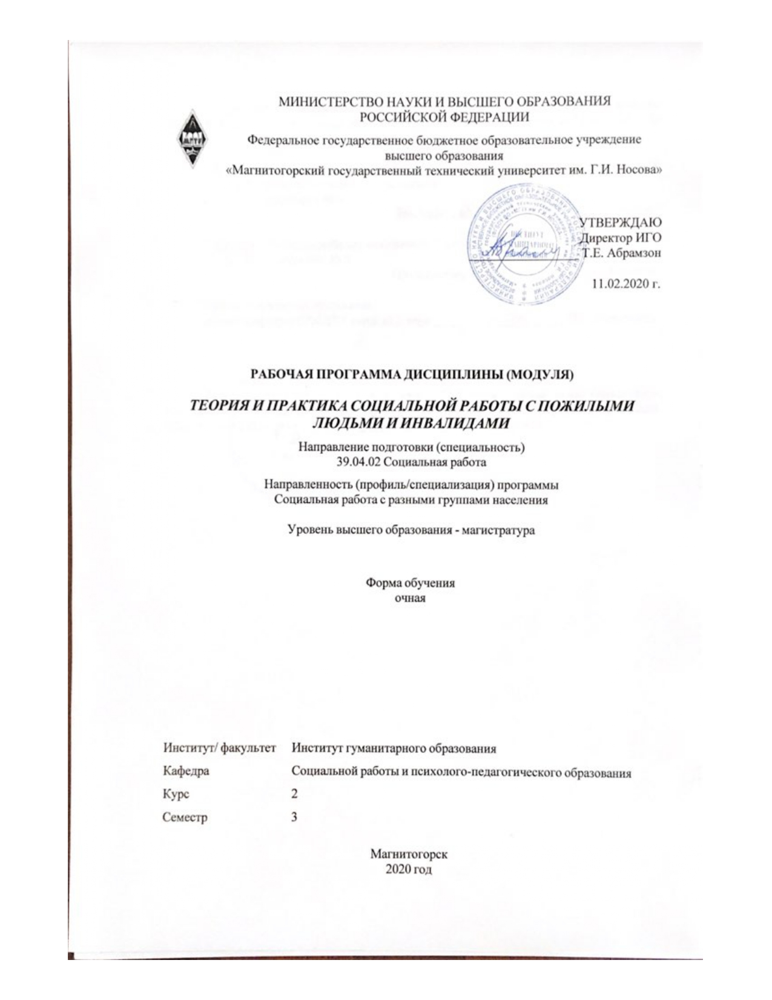 МИНИСТЕРСТВО НАУКИ И ВЫСШЕГО ОБРАЗОВАНИЯ
РОССИЙСКОЙ ФЕДЕРАЦИИ
Федеральное государственное бюджетное образовательное учреждение
высшего образования
«Магнитогорский государственный технический университет им. Г.И. Носова»
УТВЕРЖДАЮ
Директор ИГО
Т.Е. Абрамзон
11.02.2020 г.
РАБОЧАЯ ПРОГРАММА ДИСЦИПЛИНЫ (МОДУЛЯ)
ТЕОРИЯ И ПРАКТИКА СОЦИАЛЬНОЙ РАБОТЫ С ПОЖИЛЫМИ
ЛЮДЬМИ И ИНВАЛИДАМИ
Направление подготовки (специальность)
39.04.02 Социальная работа
Направленность (профиль/специализация) программы
Социальная работа с разными группами населения
Уровень высшего образования - магистратура
Форма обучения
очная
Институт/ факультет Институт гуманитарного образования
Кафедра Социальной работы и психолого-педагогического образования
Курс 2
Семестр 3
Магнитогорск
2020 год